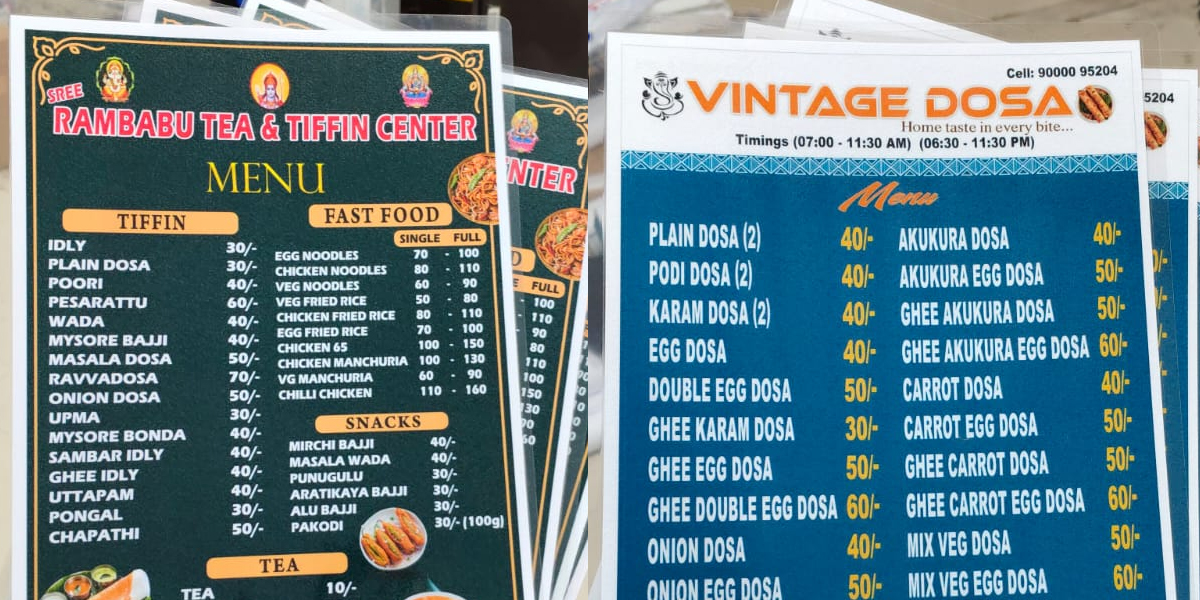 SREE
RAMBABU TEA & TIFFIN CENTER
MENU
TIFFIN
IDLY 30/-
PLAIN DOSA 30/-
POORI 40/-
PESARATTU 60/-
WADA 40/-
MYSORE BAJJI 40/-
MASALA DOSA 50/-
RAVVADOSA 70/-
ONION DOSA 50/-
UPMA 30/-
MYSORE BONDA 40/-
SAMBAR IDLY 40/-
GHEE IDLY 40/-
UTTAPAM 40/-
PONGAL 30/-
CHAPATHI 50/-
FAST FOOD
SINGLE FULL
EGG NOODLES 70 - 100
CHICKEN NOODLES 80 - 110
VEG NOODLES 60 - 90
VEG FRIED RICE 50 - 80
CHICKEN FRIED RICE 80 - 110
EGG FRIED RICE 70 - 100
CHICKEN 65 100 - 150
CHICKEN MANCHURIA 100 - 130
VG MANCHURIA 60 - 90
CHILLI CHICKEN 110 - 160
SNACKS
MIRCHI BAJJI 40/-
MASALA WADA 40/-
PUNUGULU 30/-
ARATIKAYA BAJJI 30/-
ALU BAJJI 30/-
PAKODI 30/- (100g)
TEA
TEA 10/-
NTER
FULL
- 100
- 110
- 90
80
110
100
150
130
Cell: 90000 95204
VINTAGE DOSA
Home taste in every bite...
Timings (07:00 - 11:30 AM) (06:30 - 11:30 PM)
Menu
PLAIN DOSA (2) 40/-
PODI DOSA (2) 40/-
KARAM DOSA (2) 40/-
EGG DOSA 40/-
DOUBLE EGG DOSA 50/-
GHEE KARAM DOSA 30/-
GHEE EGG DOSA 50/-
GHEE DOUBLE EGG DOSA 60/-
ONION DOSA 40/-
ONION EGG DOSA 50/-
AKUKURA DOSA 40/-
AKUKURA EGG DOSA 50/-
GHEE AKUKURA DOSA 50/-
GHEE AKUKURA EGG DOSA 60/-
CARROT DOSA 40/-
CARROT EGG DOSA 50/-
GHEE CARROT DOSA 50/-
GHEE CARROT EGG DOSA 60/-
MIX VEG DOSA 50/-
MIX VEG EGG DOSA 60/-
5204